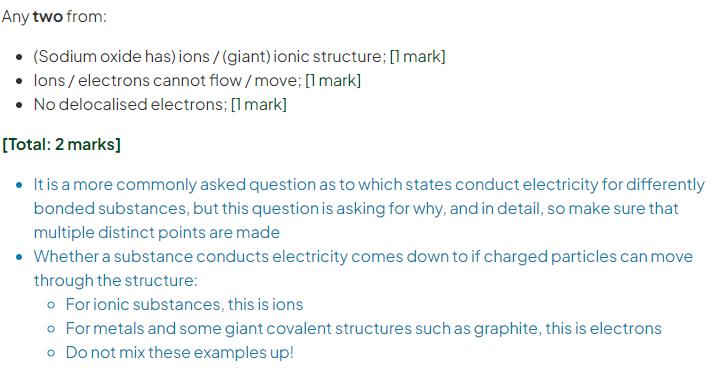 Any two from:
• (Sodium oxide has) ions / (giant) ionic structure; [1 mark]
• Ions / electrons cannot flow / move; [1 mark]
• No delocalised electrons; [1 mark]
[Total: 2 marks]
• It is a more commonly asked question as to which states conduct electricity for differently
bonded substances, but this question is asking for why, and in detail, so make sure that
multiple distinct points are made
• Whether a substance conducts electricity comes down to if charged particles can move
through the structure:
◦ For ionic substances, this is ions
◦ For metals and some giant covalent structures such as graphite, this is electrons
◦ Do not mix these examples up!